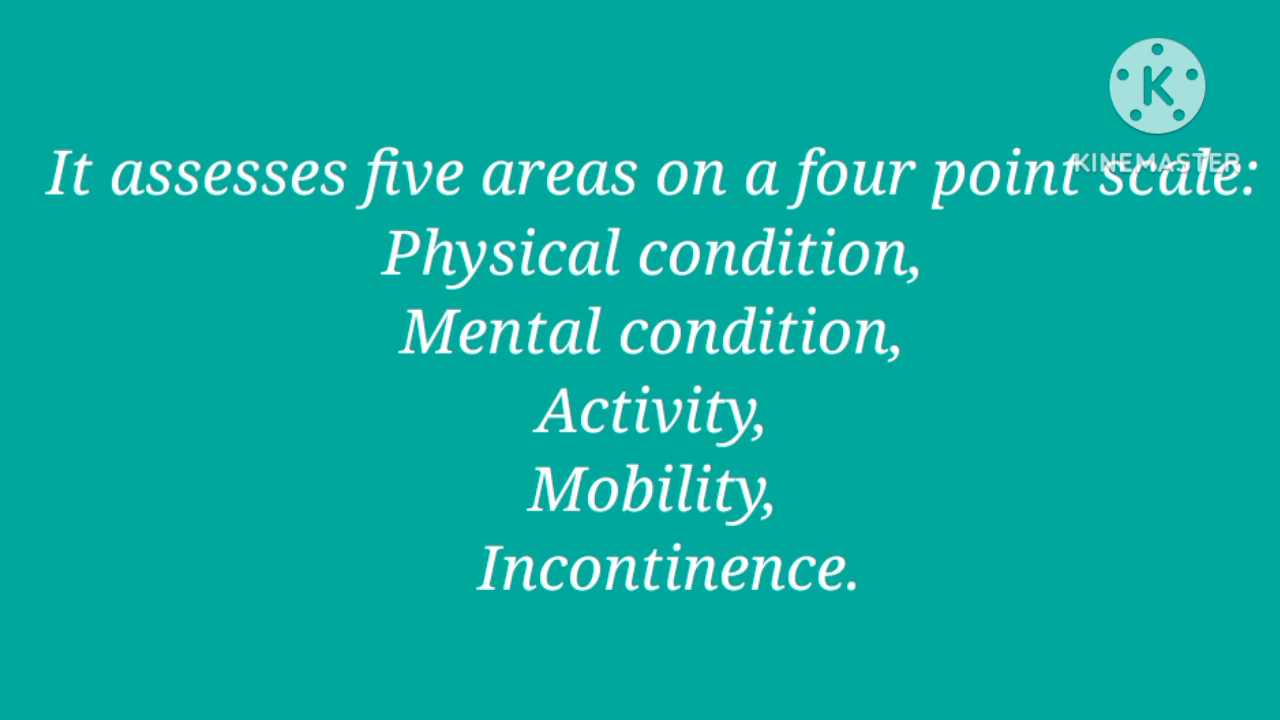 K
KINEMASTER
It assesses five areas on a four point scale:
Physical condition,
Mental condition,
Activity,
Mobility,
Incontinence.